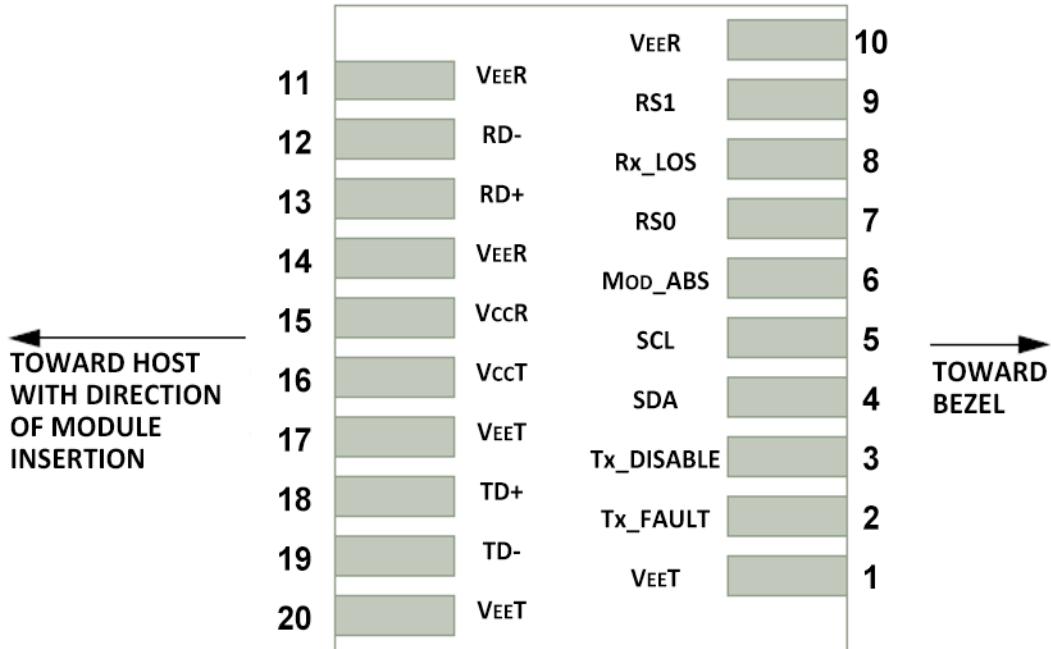 VEER 10
11 VEER
RS1 9
12 RD-
Rx_LOS 8
13 RD+
RS0 7
14 VEER
MOD_ABS 6
15 VCCR
SCL 5
TOWARD HOST
WITH DIRECTION
OF MODULE
INSERTION
16 VCCT
SDA 4
TOWARD
BEZEL
17 VEET
Tx_DISABLE 3
18 TD+
Tx_FAULT 2
19 TD-
VEET 1
20 VEET